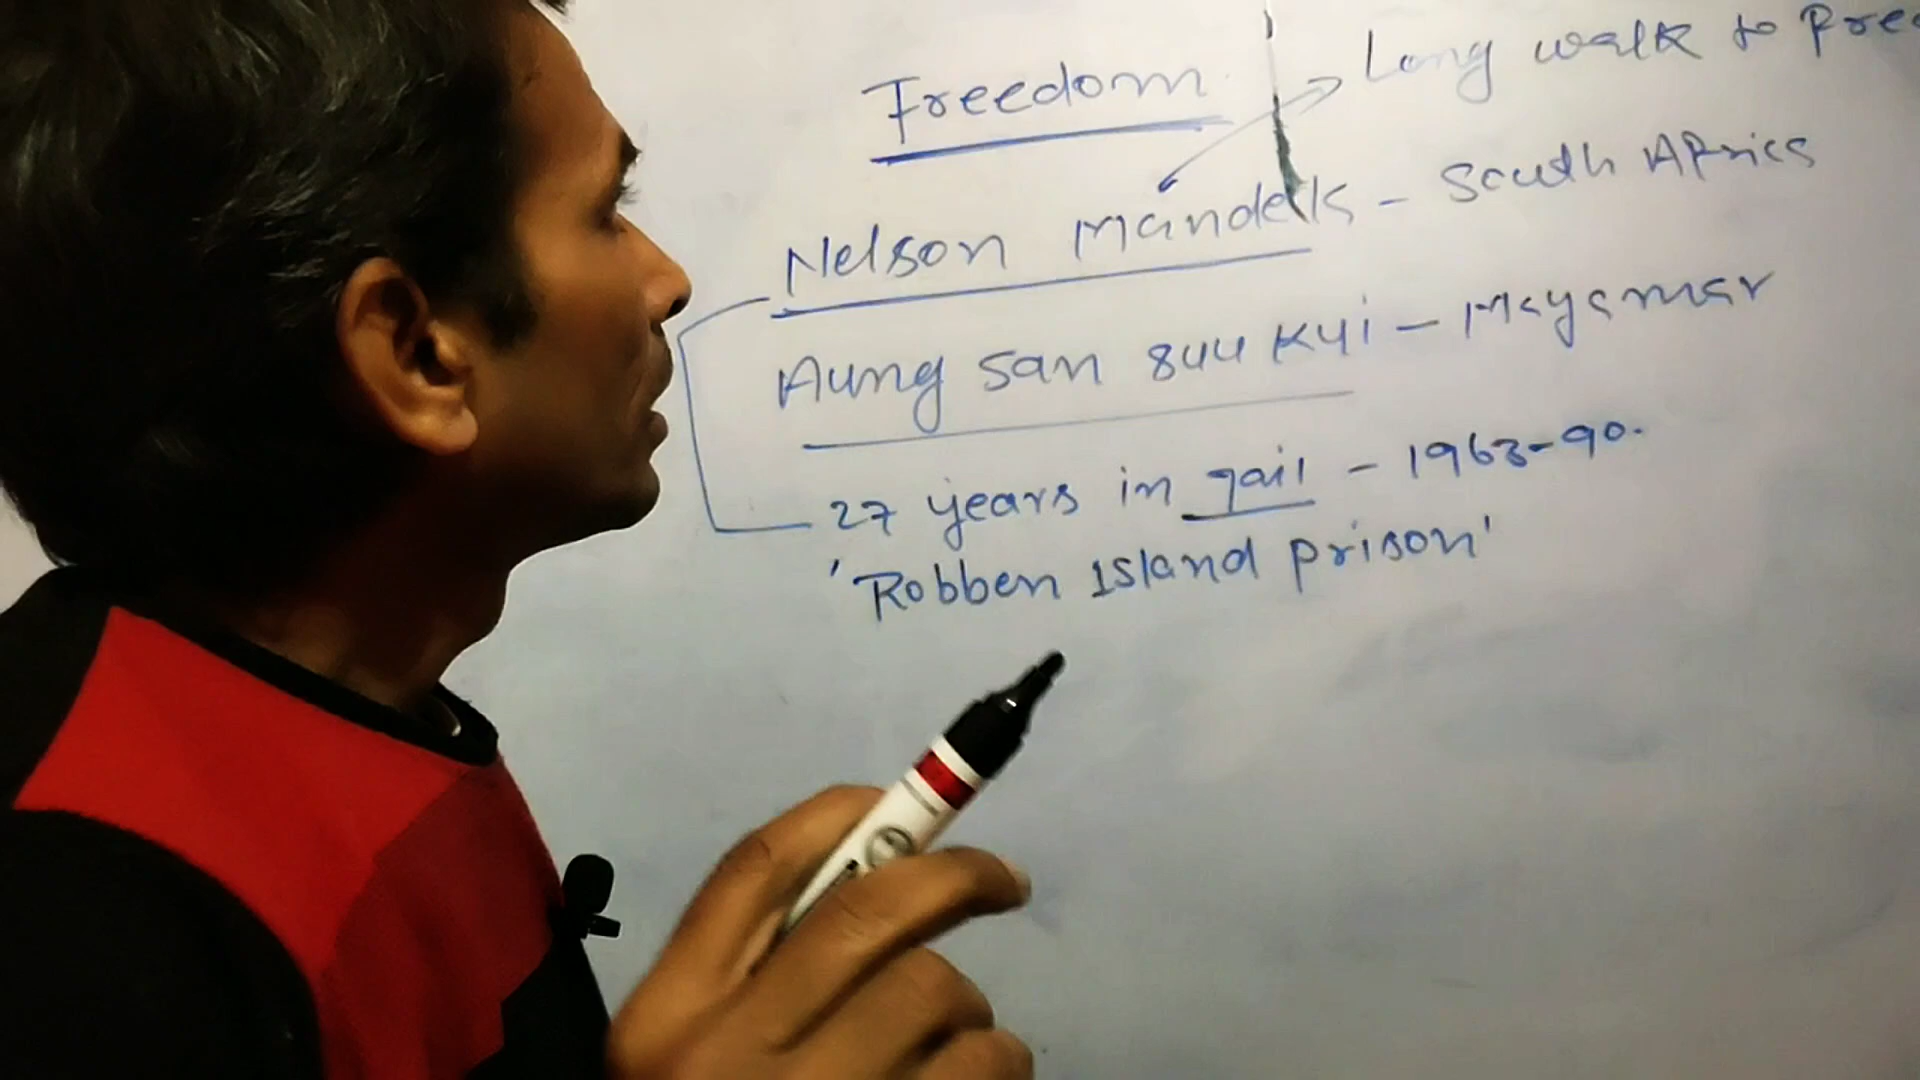 Freedom
Long walk to Free
Nelson Mandela - South Africa
Aung San Suu Kyi - Mayamar
27 years in jail - 1963-90.
'Robben Island prison'